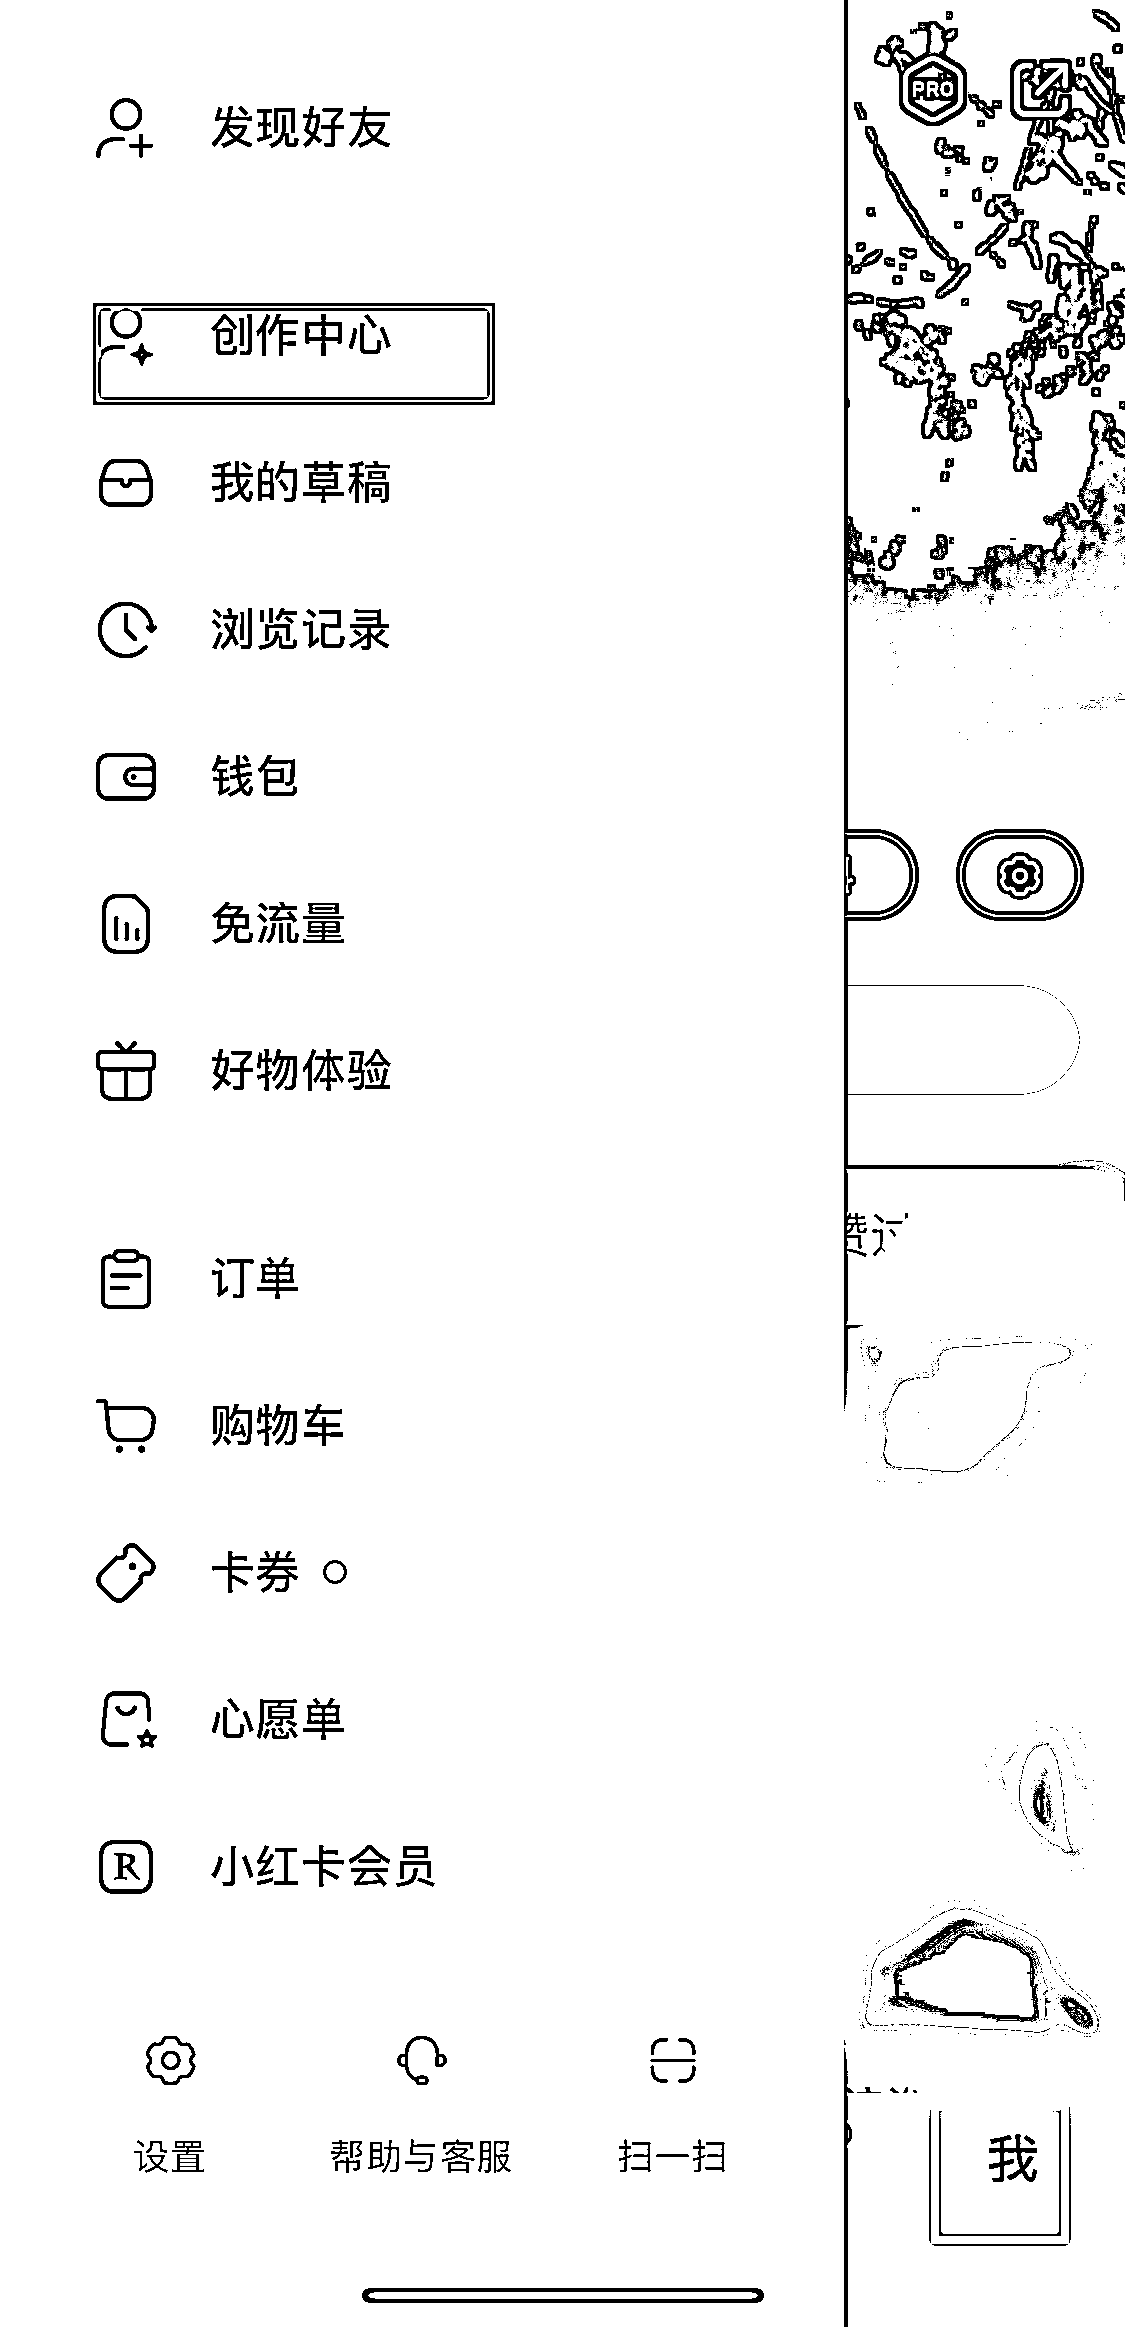 发现好友
PRO
创作中心
我的草稿
浏览记录
钱包
免流量
好物体验
订单
购物车
卡券
心愿单
R 小红卡会员
设置 帮助与客服 扫一扫
我